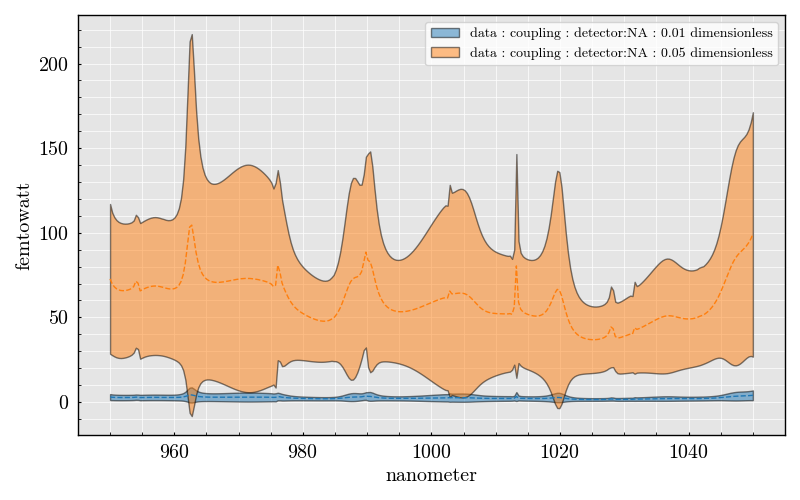 data : coupling : detector:NA : 0.01 dimensionless
data : coupling : detector:NA : 0.05 dimensionless
200
150
100
50
0
femtowatt
960 980 1000 1020 1040
nanometer